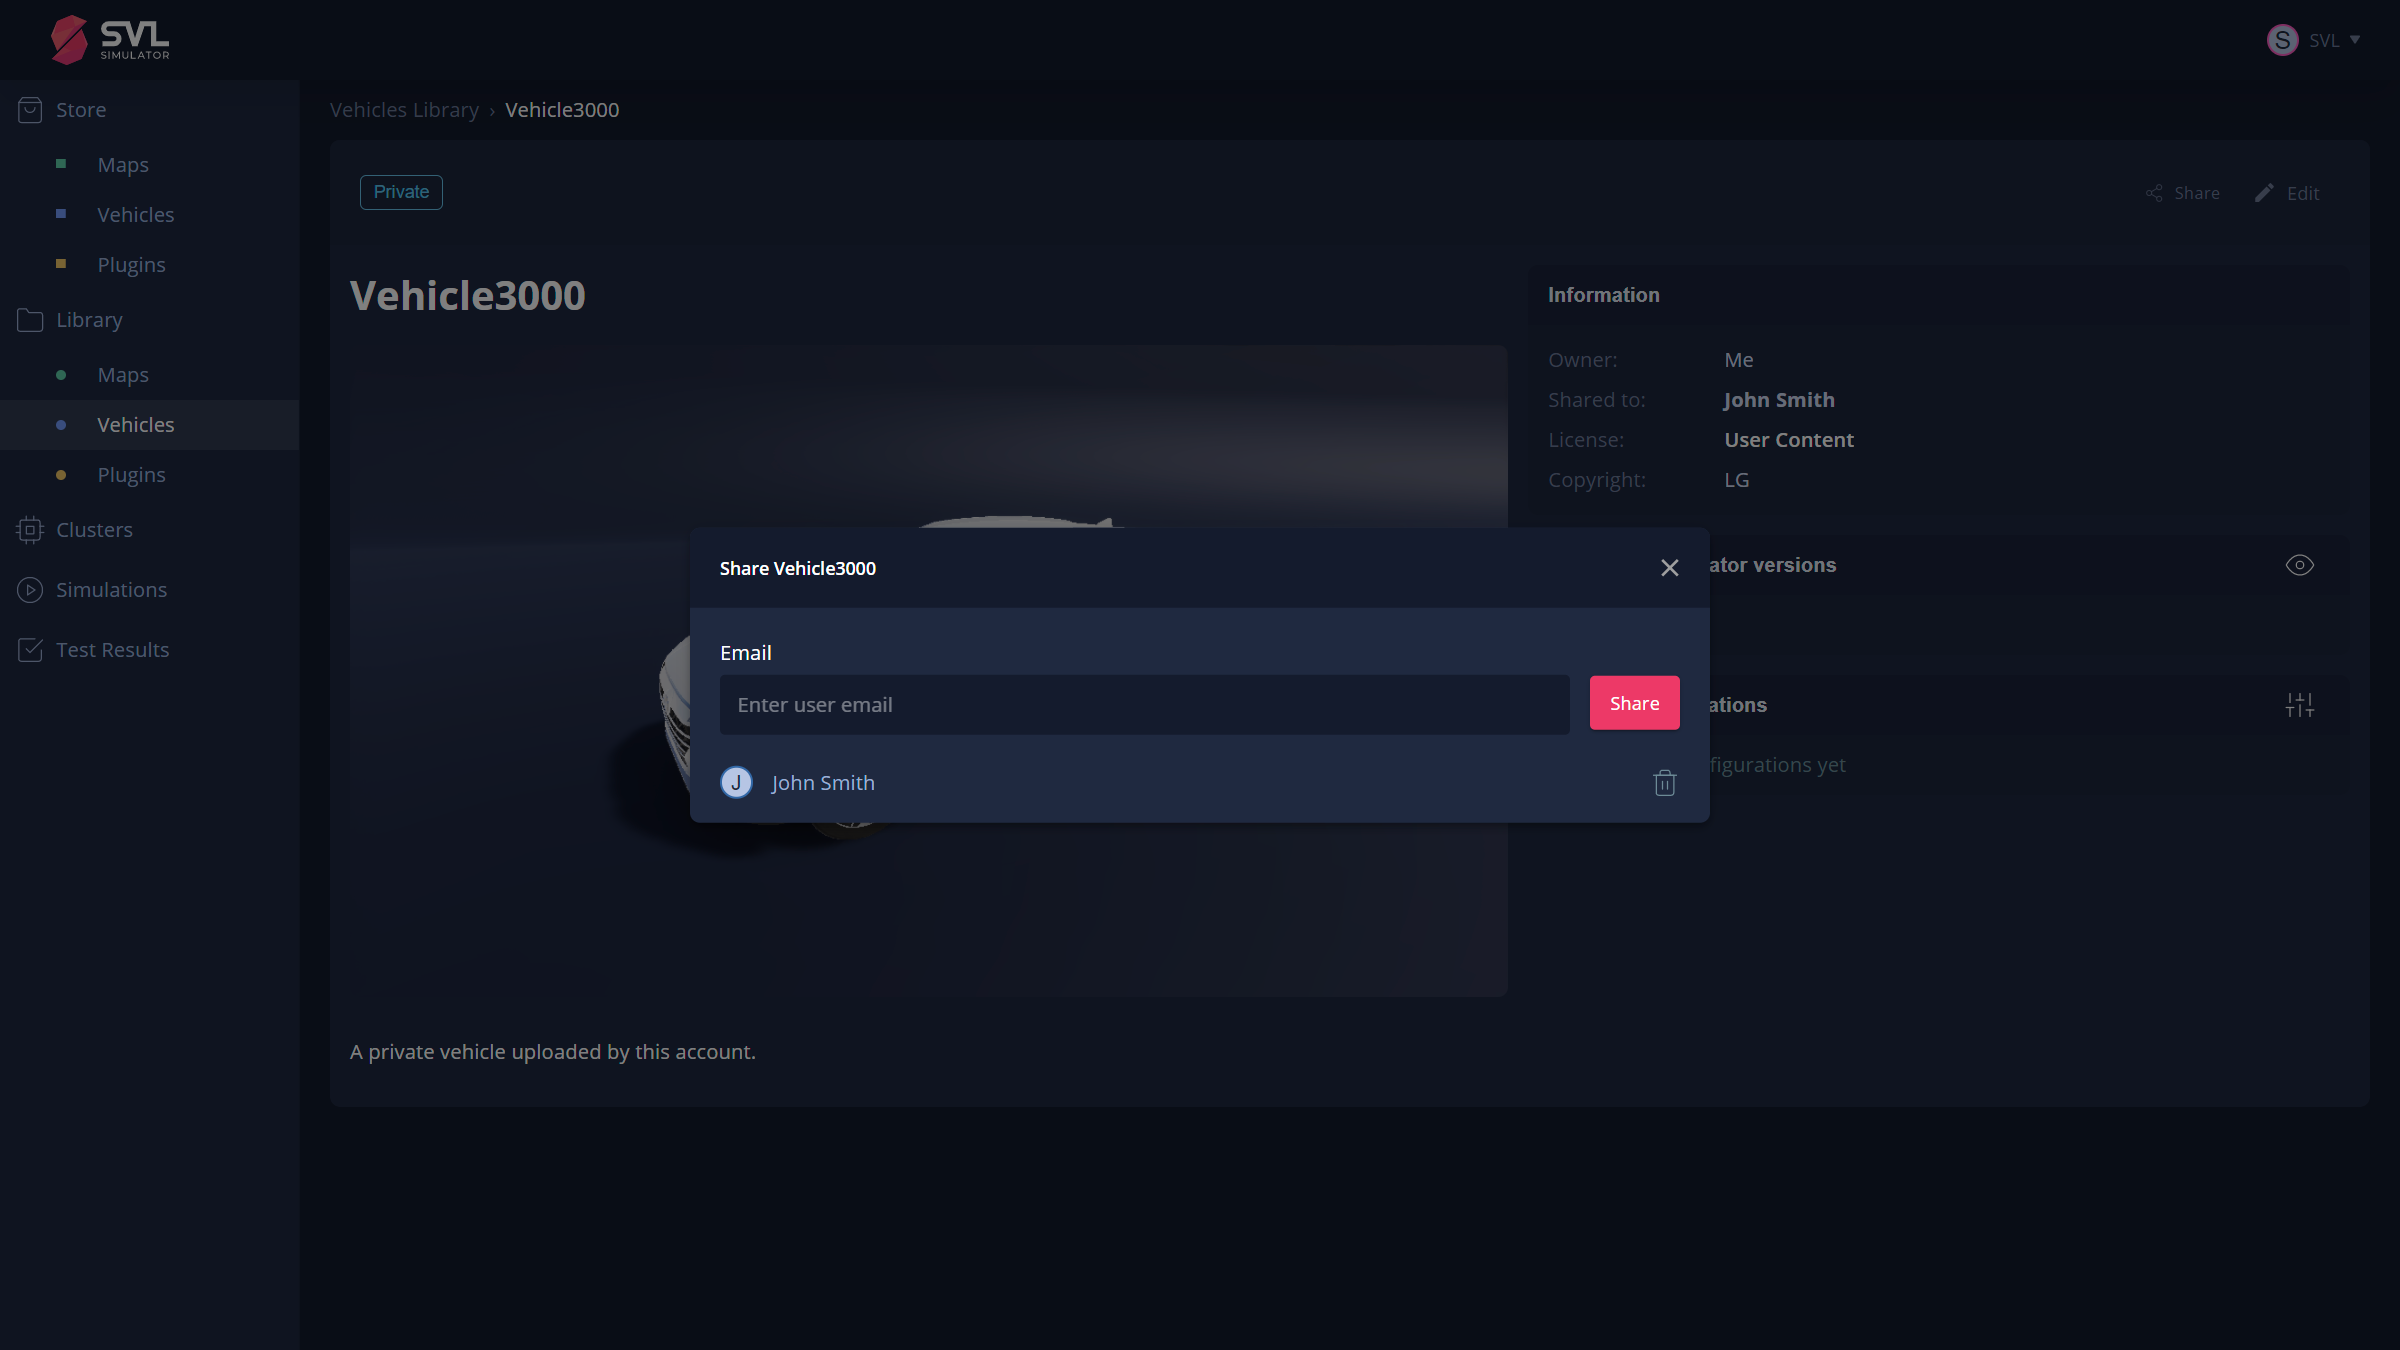 SVL
SIMULATOR
S SVL
Store
Maps
Vehicles
Plugins
Library
Maps
Vehicles
Plugins
Clusters
Simulations
Test Results
Vehicles Library › Vehicle3000
Private
Share
Edit
Vehicle3000
Information
Owner: Me
Shared to: John Smith
License: User Content
Copyright: LG
ator versions
ations
figurations yet
Share Vehicle3000
Email
Enter user email
Share
J John Smith
A private vehicle uploaded by this account.